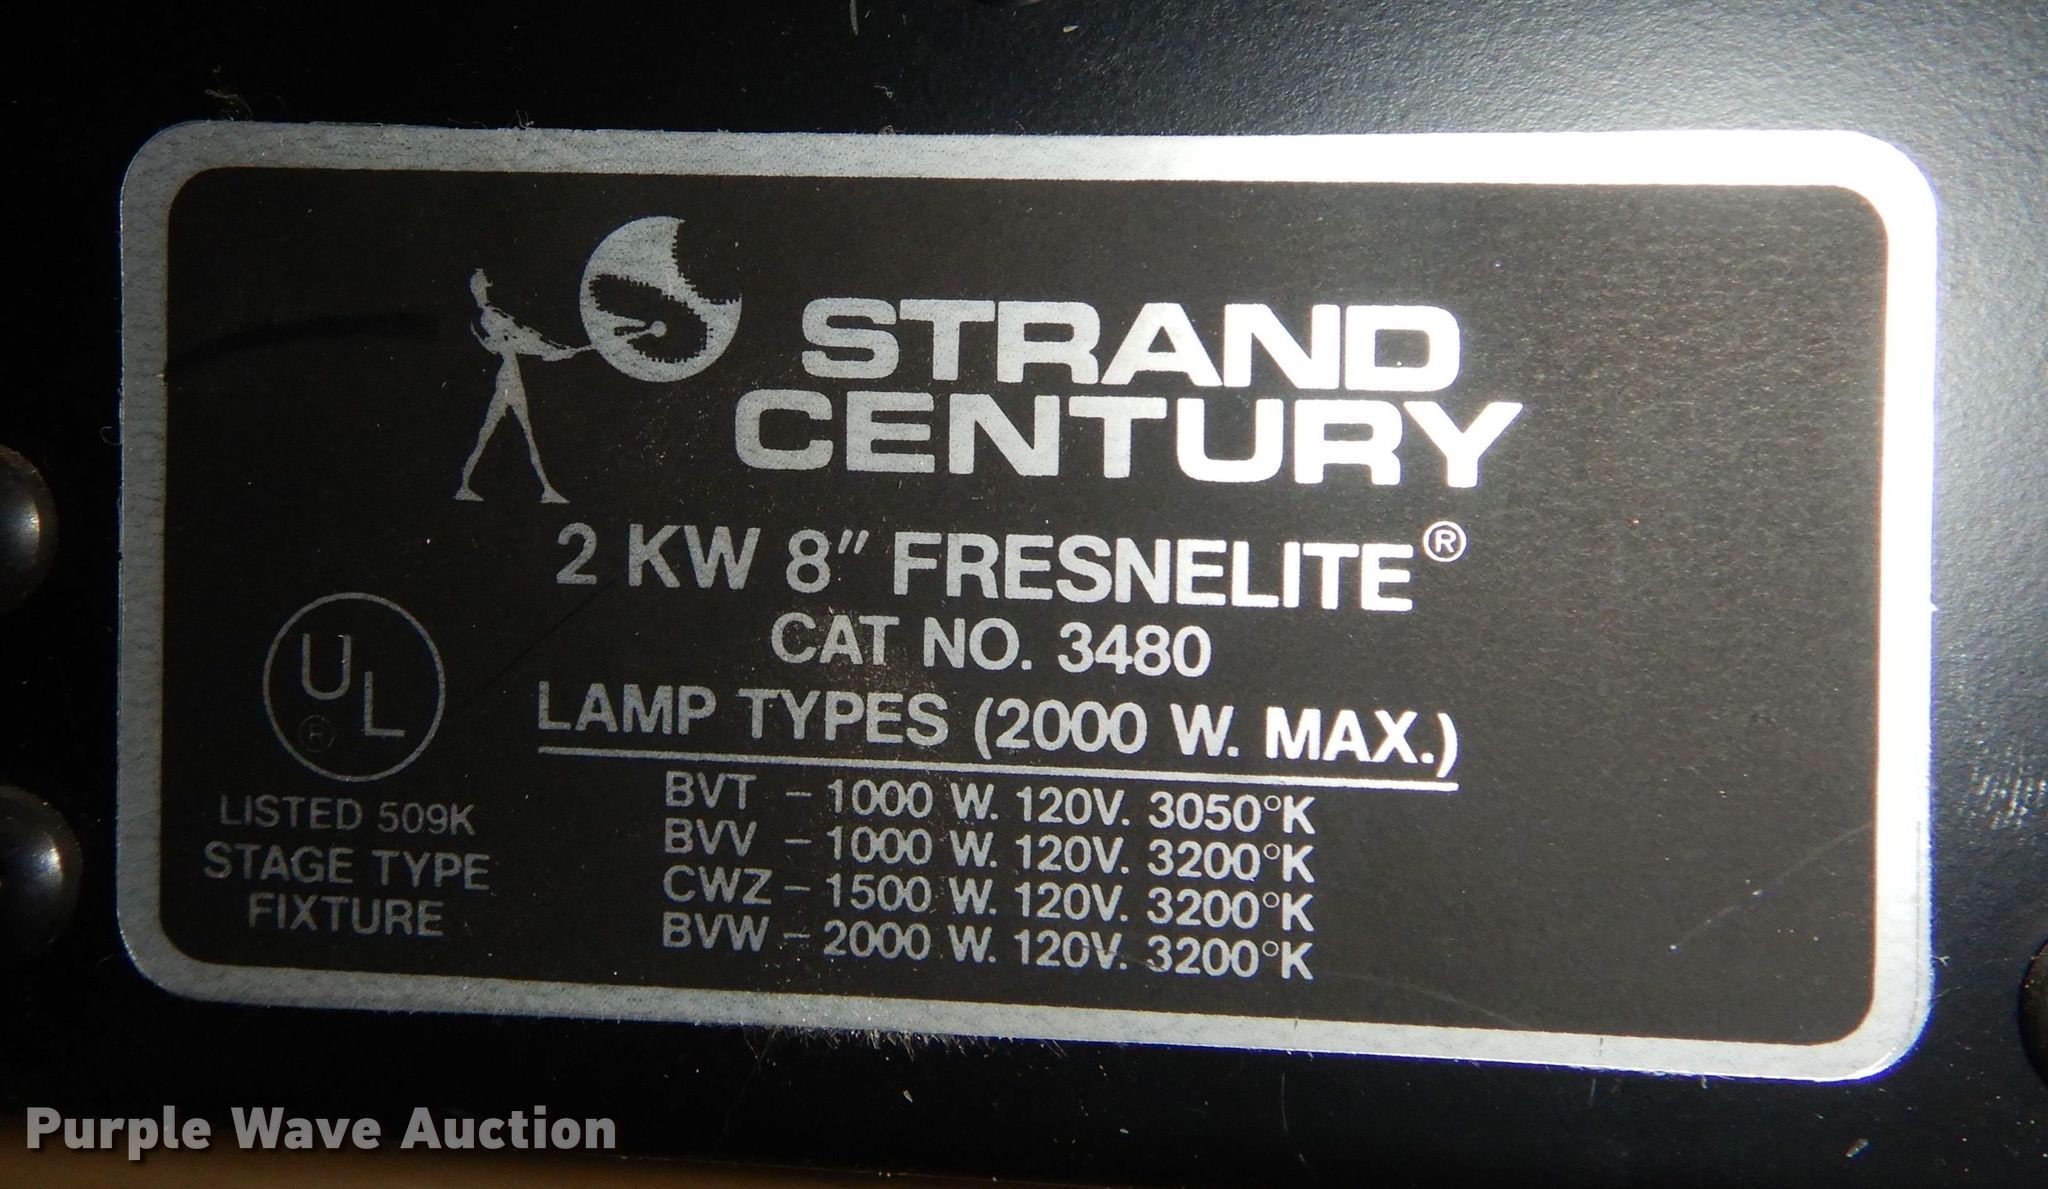 STRAND
CENTURY
2 KW 8" FRESNELITE®
CAT NO. 3480
LAMP TYPES (2000 W. MAX.)
BVT - 1000 W. 120V. 3050°K
BVV - 1000 W. 120V. 3200°K
CWZ - 1500 W. 120V. 3200°K
BVW - 2000 W. 120V. 3200°K
UL
®
LISTED 509K
STAGE TYPE
FIXTURE
Purple Wave Auction